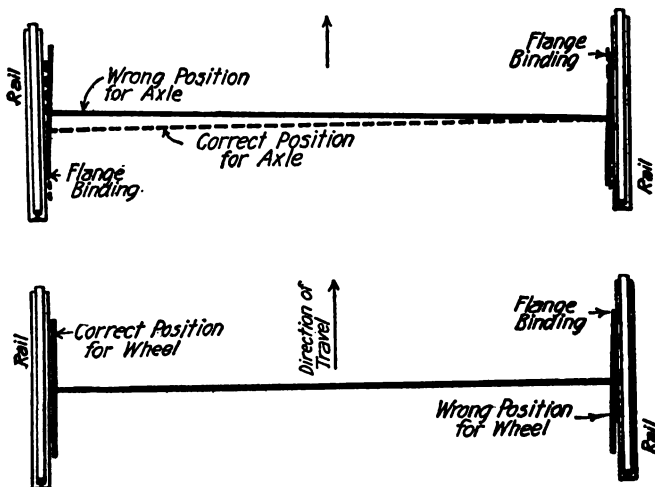 Rail
Wrong Position
for Axle
Flange
Binding
Correct Position
for Axle
Flange
Binding.
Rail
Rail
Correct Position
for Wheel
Direction of
Travel
Flange
Binding
Wrong Position
for Wheel
Rail